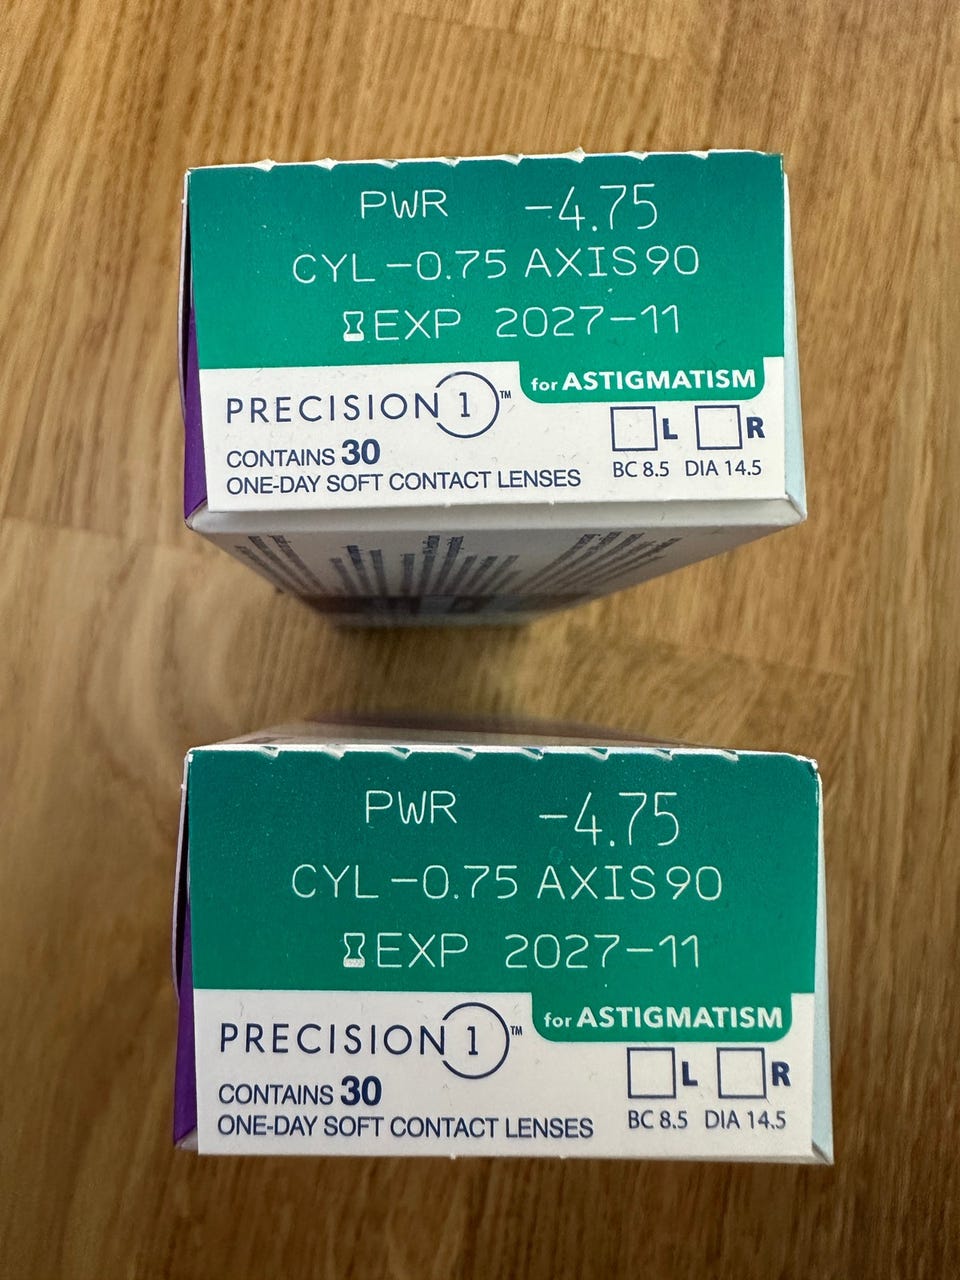 PWR -4.75
CYL -0.75 AXIS 90
EXP 2027-11
for ASTIGMATISM
PRECISION 1™
L R
CONTAINS 30
BC 8.5 DIA 14.5
ONE-DAY SOFT CONTACT LENSES
PWR -4.75
CYL -0.75 AXIS 90
EXP 2027-11
for ASTIGMATISM
PRECISION 1™
L R
CONTAINS 30
BC 8.5 DIA 14.5
ONE-DAY SOFT CONTACT LENSES